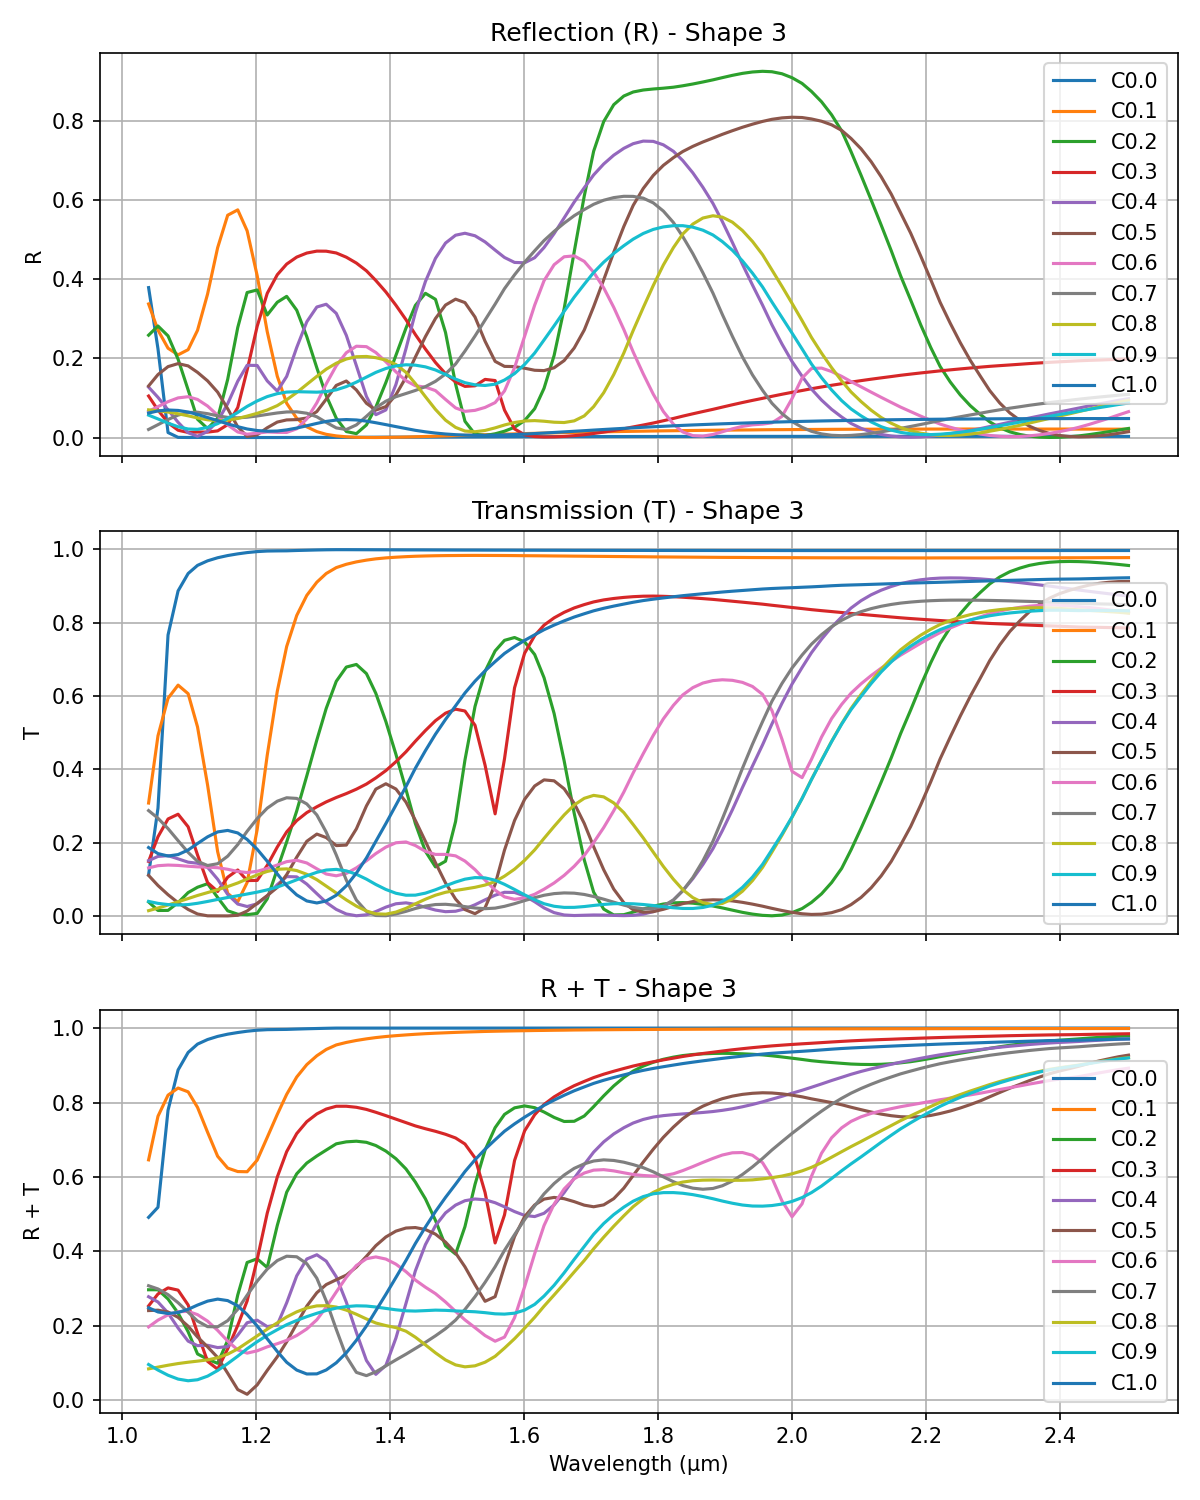 Reflection (R) - Shape 3
R
0.8
0.6
0.4
0.2
0.0
C0.0
C0.1
C0.2
C0.3
C0.4
C0.5
C0.6
C0.7
C0.8
C0.9
C1.0
Transmission (T) - Shape 3
T
1.0
0.8
0.6
0.4
0.2
0.0
C0.0
C0.1
C0.2
C0.3
C0.4
C0.5
C0.6
C0.7
C0.8
C0.9
C1.0
R + T - Shape 3
R + T
1.0
0.8
0.6
0.4
0.2
0.0
C0.0
C0.1
C0.2
C0.3
C0.4
C0.5
C0.6
C0.7
C0.8
C0.9
C1.0
1.0 1.2 1.4 1.6 1.8 2.0 2.2 2.4
Wavelength (μm)